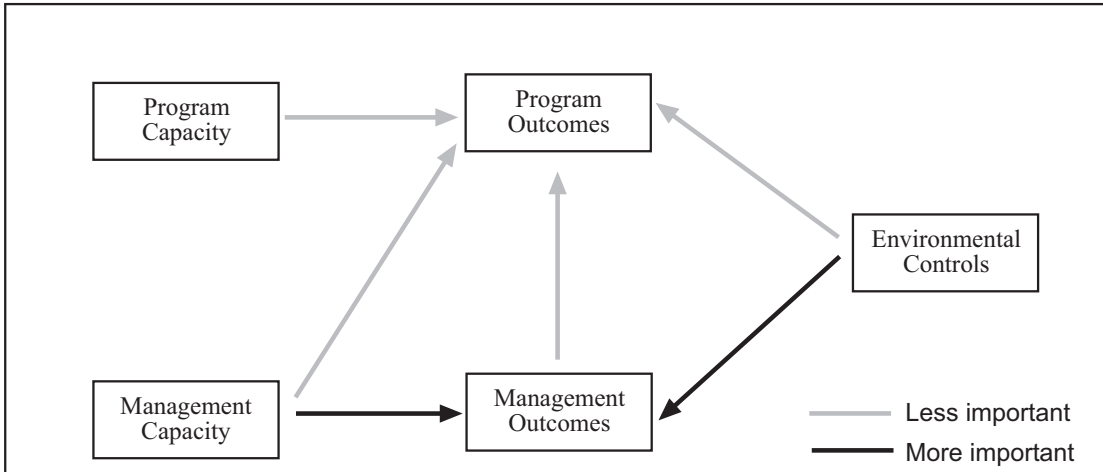 Program
Capacity
Program
Outcomes
Environmental
Controls
Management
Capacity
Management
Outcomes
Less important
More important